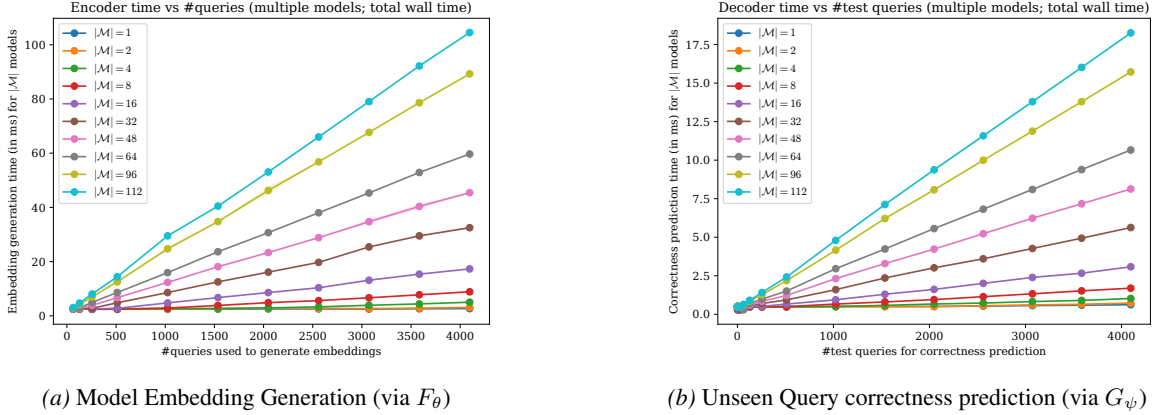 Encoder time vs #queries (multiple models; total wall time)
Embedding generation time (in ms) for |M| models
100
80
60
40
20
0
|M| = 1
|M| = 2
|M| = 4
|M| = 8
|M| = 16
|M| = 32
|M| = 48
|M| = 64
|M| = 96
|M| = 112
0 500 1000 1500 2000 2500 3000 3500 4000
#queries used to generate embeddings
(a) Model Embedding Generation (via Fθ)
Decoder time vs #test queries (multiple models; total wall time)
Correctness prediction time (in ms) for |M| models
17.5
15.0
12.5
10.0
7.5
5.0
2.5
0.0
|M| = 1
|M| = 2
|M| = 4
|M| = 8
|M| = 16
|M| = 32
|M| = 48
|M| = 64
|M| = 96
|M| = 112
0 1000 2000 3000 4000
#test queries for correctness prediction
(b) Unseen Query correctness prediction (via Gψ)